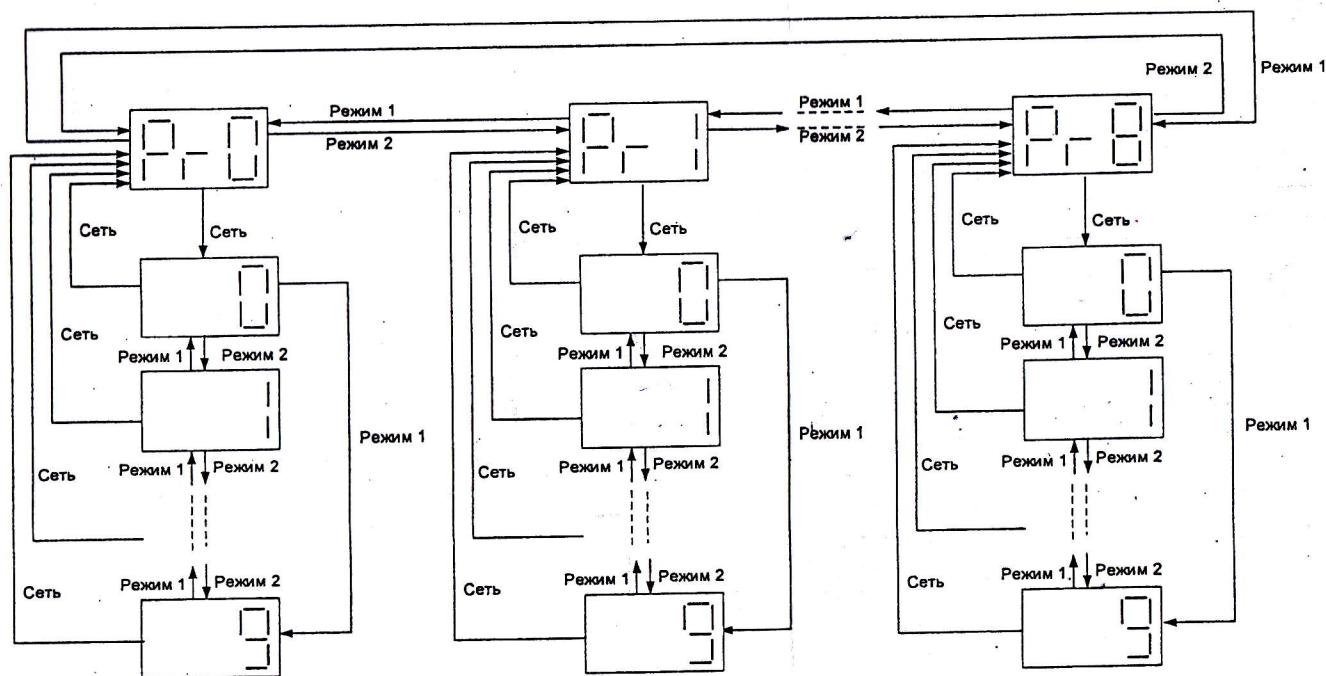 Режим 2 Режим 1
Режим 1 Режим 1
P-0 P-1 P-8
Режим 2 Режим 2
Сеть Сеть Сеть Сеть Сеть Сеть
0 0 0
Сеть Сеть Сеть
Режим 1 Режим 2 Режим 1 Режим 2 Режим 1 Режим 2
1 1 1
Режим 1 Режим 1 Режим 1
Режим 1 Режим 2 Режим 1 Режим 2 Режим 1 Режим 2
Сеть Сеть Сеть
Режим 1 Режим 2 Режим 1 Режим 2 Режим 1 Режим 2
Сеть Сеть Сеть
9 9 9